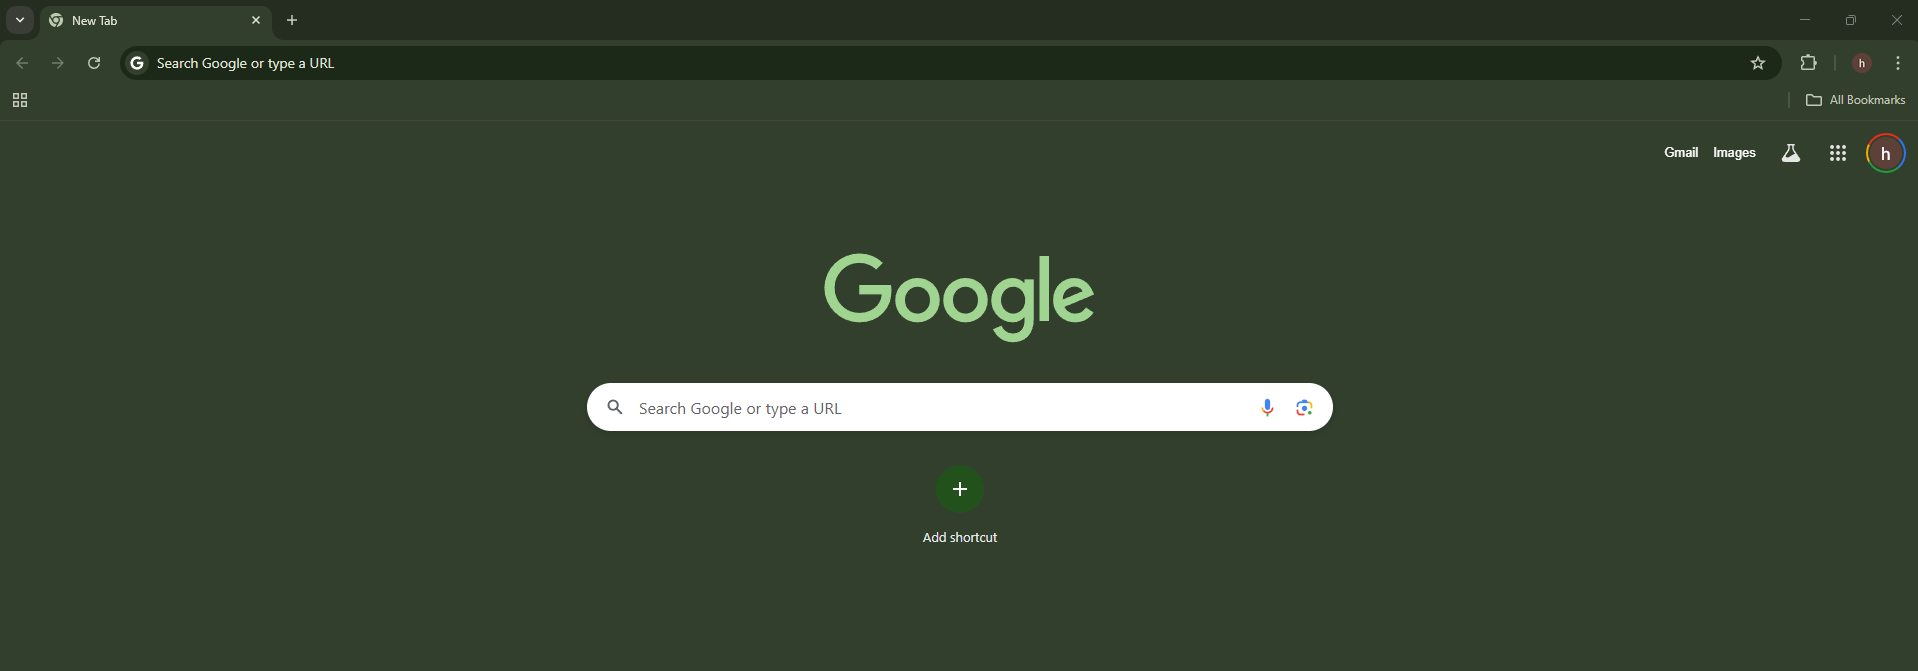 New Tab
Search Google or type a URL
All Bookmarks
Gmail Images
h
h
Google
Search Google or type a URL
Add shortcut